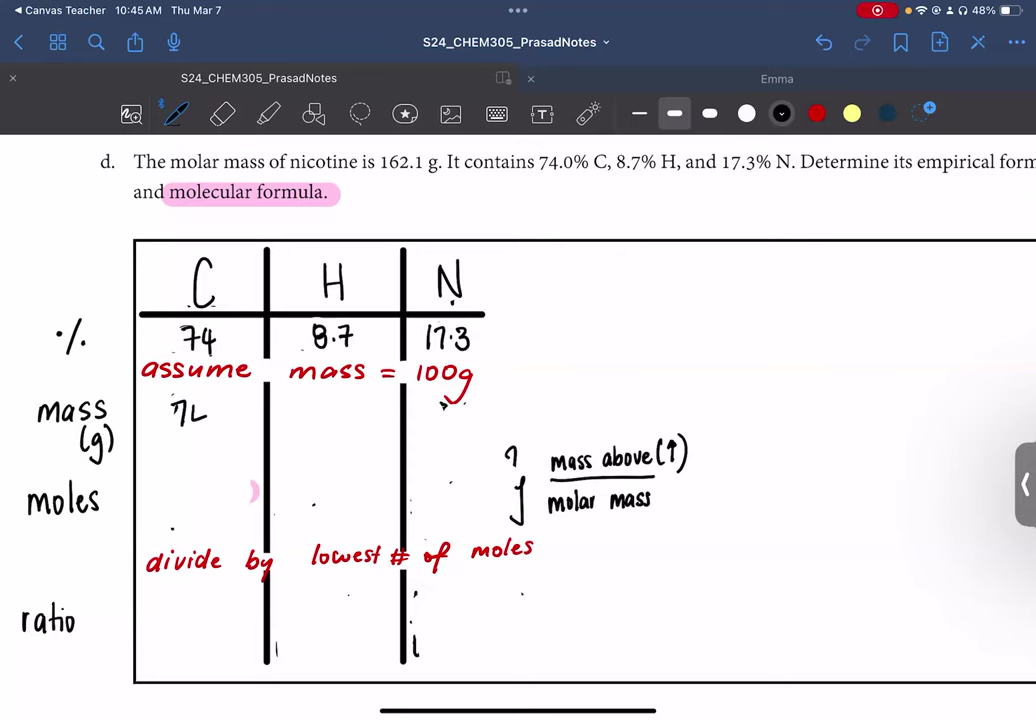 Canvas Teacher 10:45 AM Thu Mar 7 48%
S24_CHEM305_PrasadNotes
S24_CHEM305_PrasadNotes Emma
d. The molar mass of nicotine is 162.1 g. It contains 74.0% C, 8.7% H, and 17.3% N. Determine its empirical form
and molecular formula.
C H N
% 74 8.7 17.3
assume mass = 100g
mass
(g)
mass above (↑)
moles
molar mass
divide by lowest # of moles
ratio